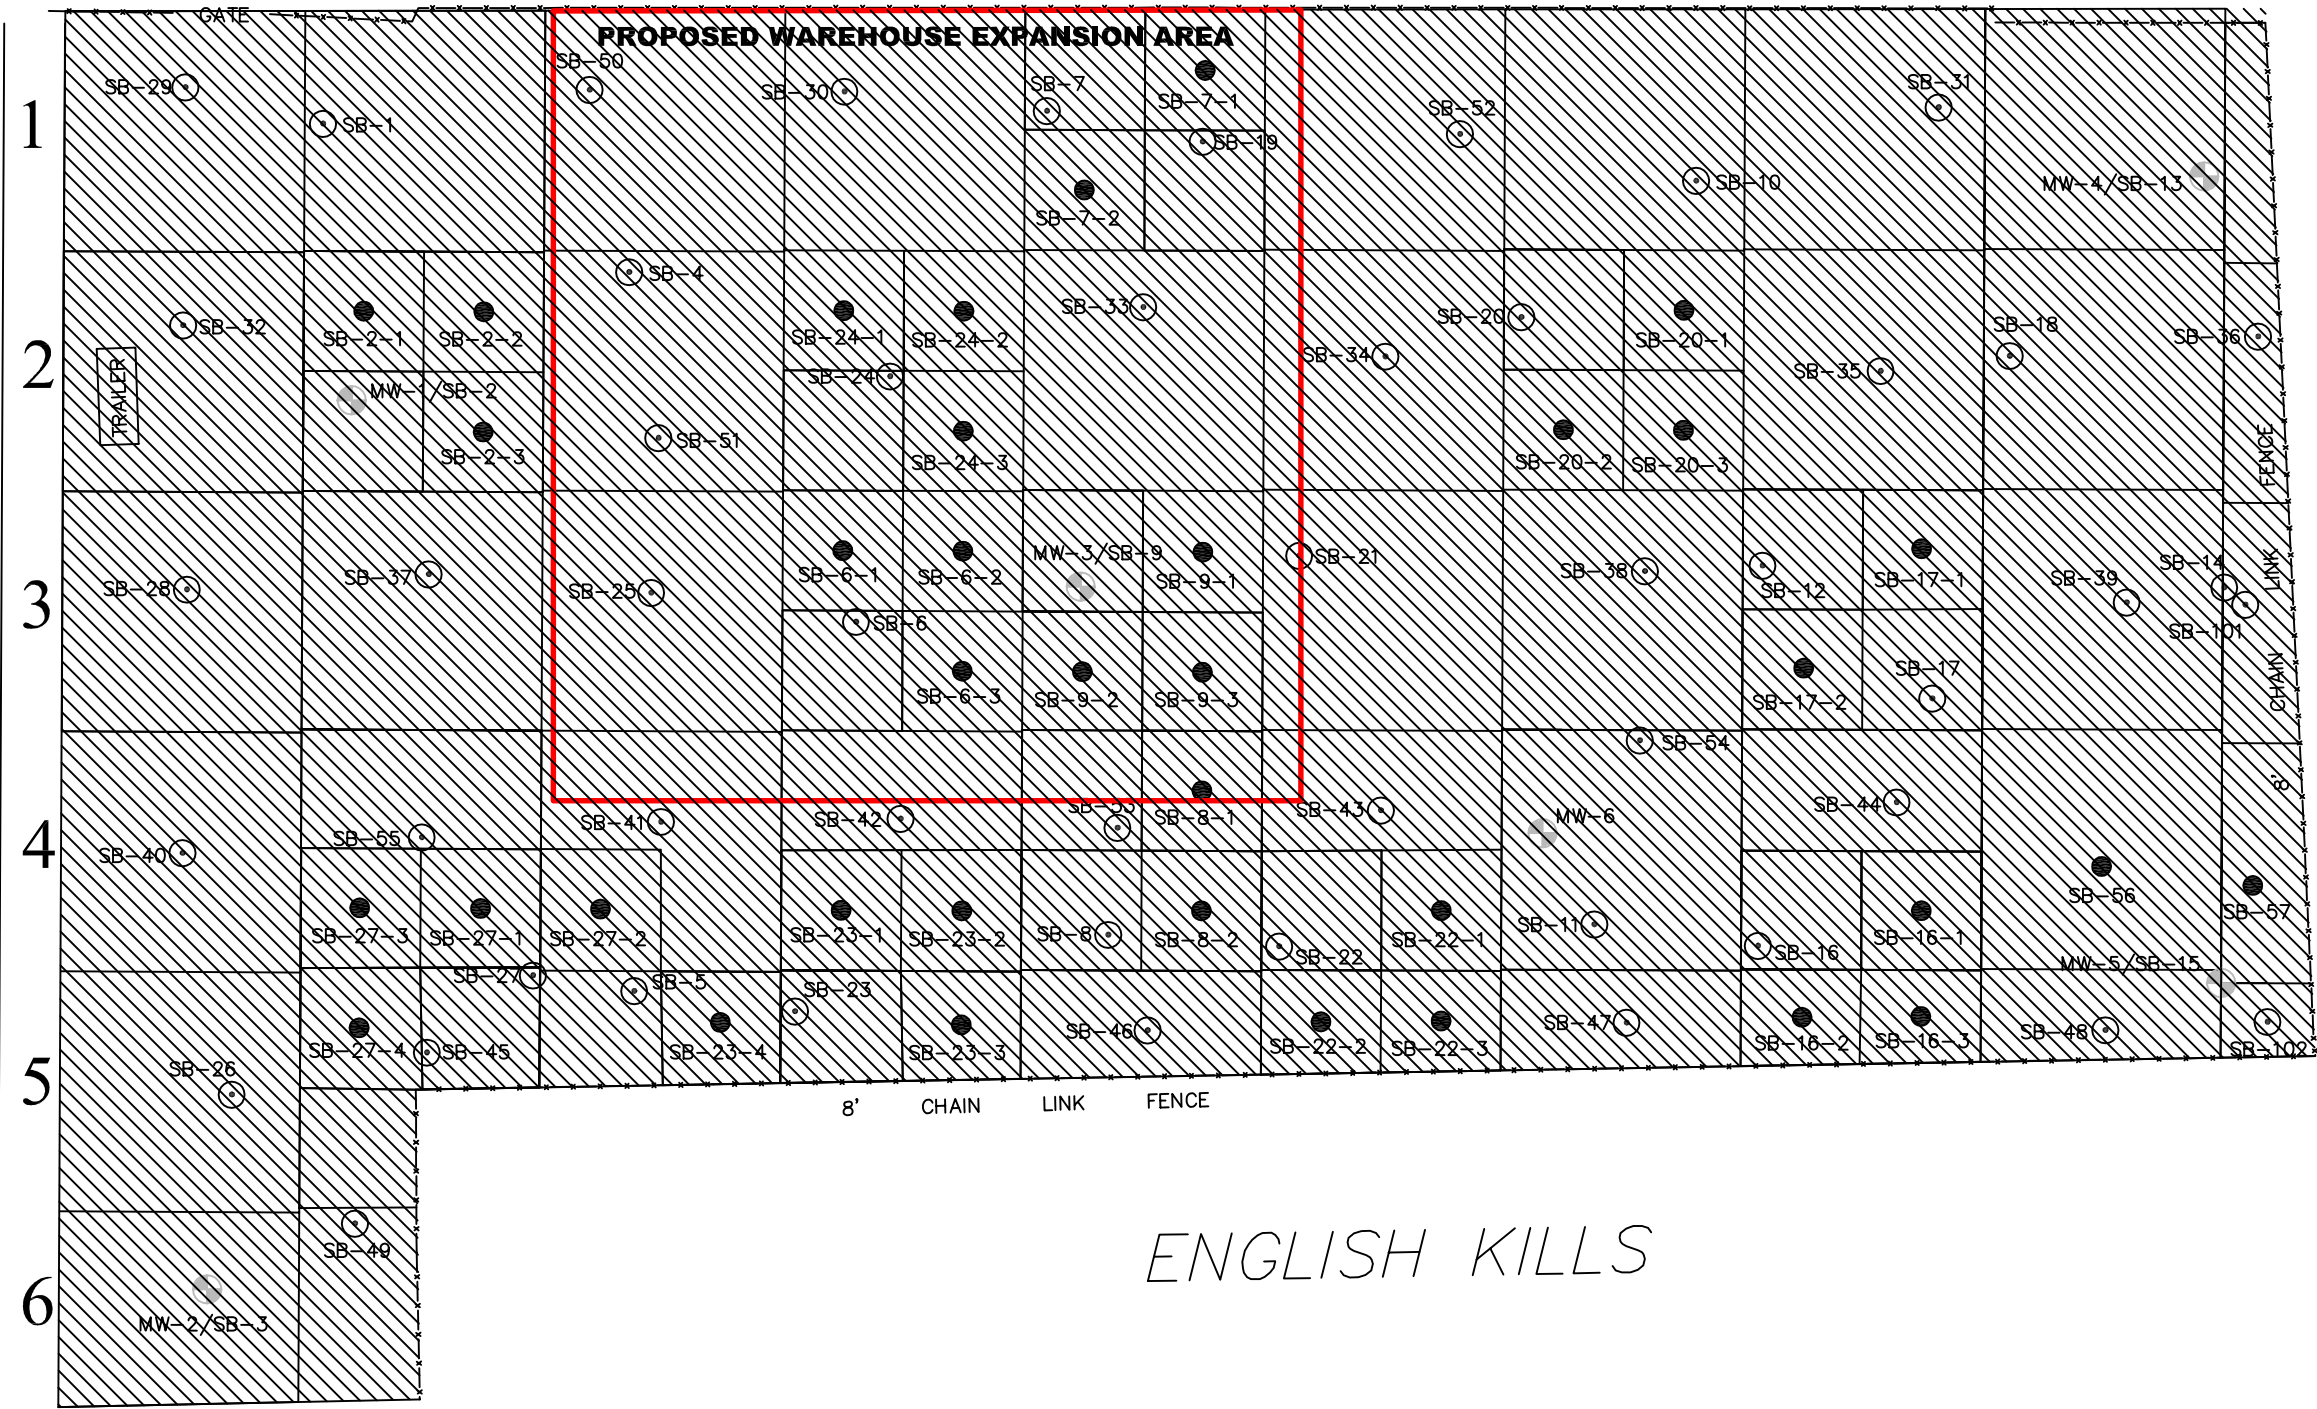 GATE
PROPOSED WAREHOUSE EXPANSION AREA
1
SB-29
SB-1
SB-50
SB-30
SB-7
SB-7-1
SB-19
SB-7-2
SB-52
SB-10
SB-31
MW-4/SB-13
2
SB-32
TRAILER
SB-2-1
SB-2-2
MW-1/SB-2
SB-2-3
SB-4
SB-51
SB-24-1
SB-24-2
SB-24
SB-24-3
SB-33
SB-34
SB-20
SB-20-1
SB-20-2
SB-20-3
SB-35
SB-18
SB-36
3
SB-28
SB-37
SB-25
SB-6-1
SB-6-2
SB-6
SB-6-3
MW-3/SB-9
SB-9-1
SB-9-2
SB-9-3
SB-21
SB-38
SB-12
SB-17-1
SB-17-2
SB-17
SB-39
SB-14
SB-101
8' CHAIN LINK FENCE
4
SB-40
SB-55
SB-41
SB-42
SB-53
SB-8-1
SB-43
SB-54
MW-6
SB-44
SB-56
SB-57
SB-27-3
SB-27-1
SB-27-2
SB-23-1
SB-23-2
SB-8
SB-8-2
SB-22
SB-22-1
SB-11
SB-16
SB-16-1
MW-5/SB-15
5
SB-26
SB-27
SB-27-4
SB-45
SB-5
SB-23-4
SB-23
SB-23-3
SB-46
SB-22-2
SB-22-3
SB-47
SB-16-2
SB-16-3
SB-48
SB-102
8' CHAIN LINK FENCE
6
SB-49
MW-2/SB-3
ENGLISH KILLS